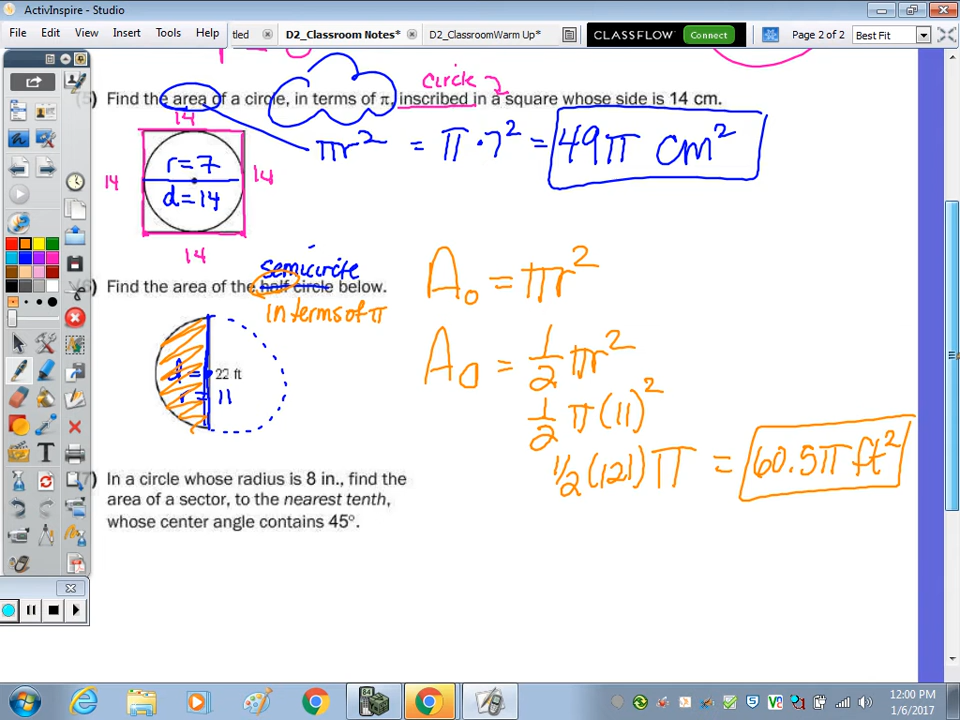 ActivInspire - Studio
File Edit View Insert Tools Help
tled D2_Classroom Notes* D2_ClassroomWarm Up* CLASSFLOW Connect Page 2 of 2 Best Fit
circle
(5) Find the area of a circle, in terms of π, inscribed in a square whose side is 14 cm.
14
πr² = π·7² = 49π cm²
r = 7
14 14
d = 14
14
semicircle
Find the area of the half circle below.
in terms of π
A○ = πr²
A = ½πr²
d = 22 ft
r = 11
½ π(11)²
½(121)π = 60.5π ft²
7) In a circle whose radius is 8 in., find the
area of a sector, to the nearest tenth,
whose center angle contains 45°.
12:00 PM
1/6/2017